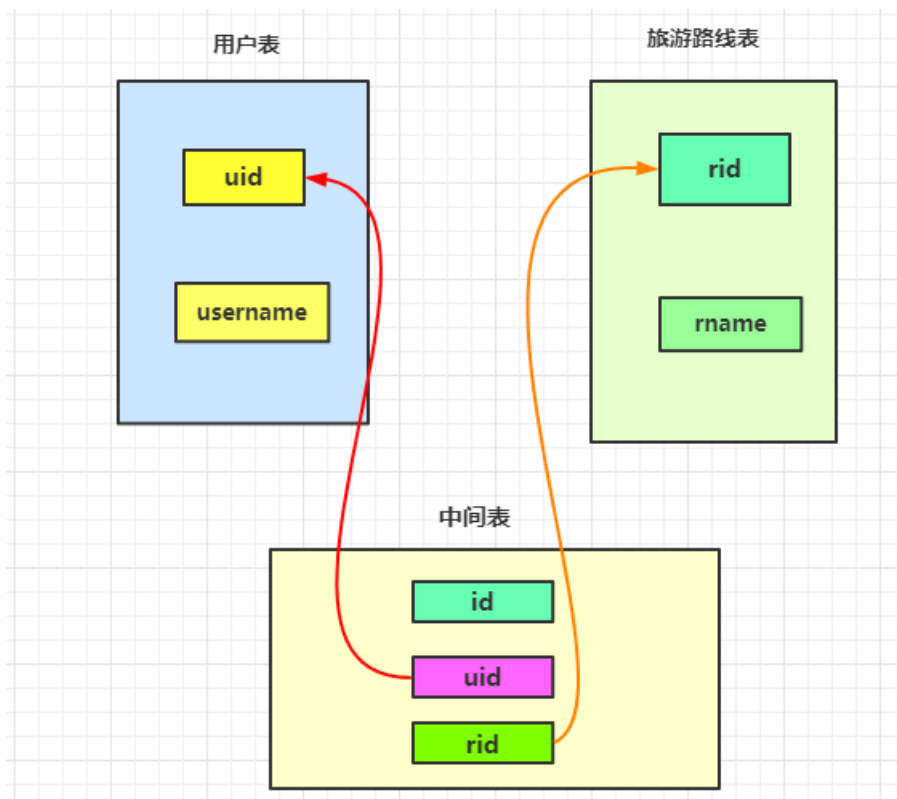 用户表
旅游路线表
uid
rid
username
rname
中间表
id
uid
rid